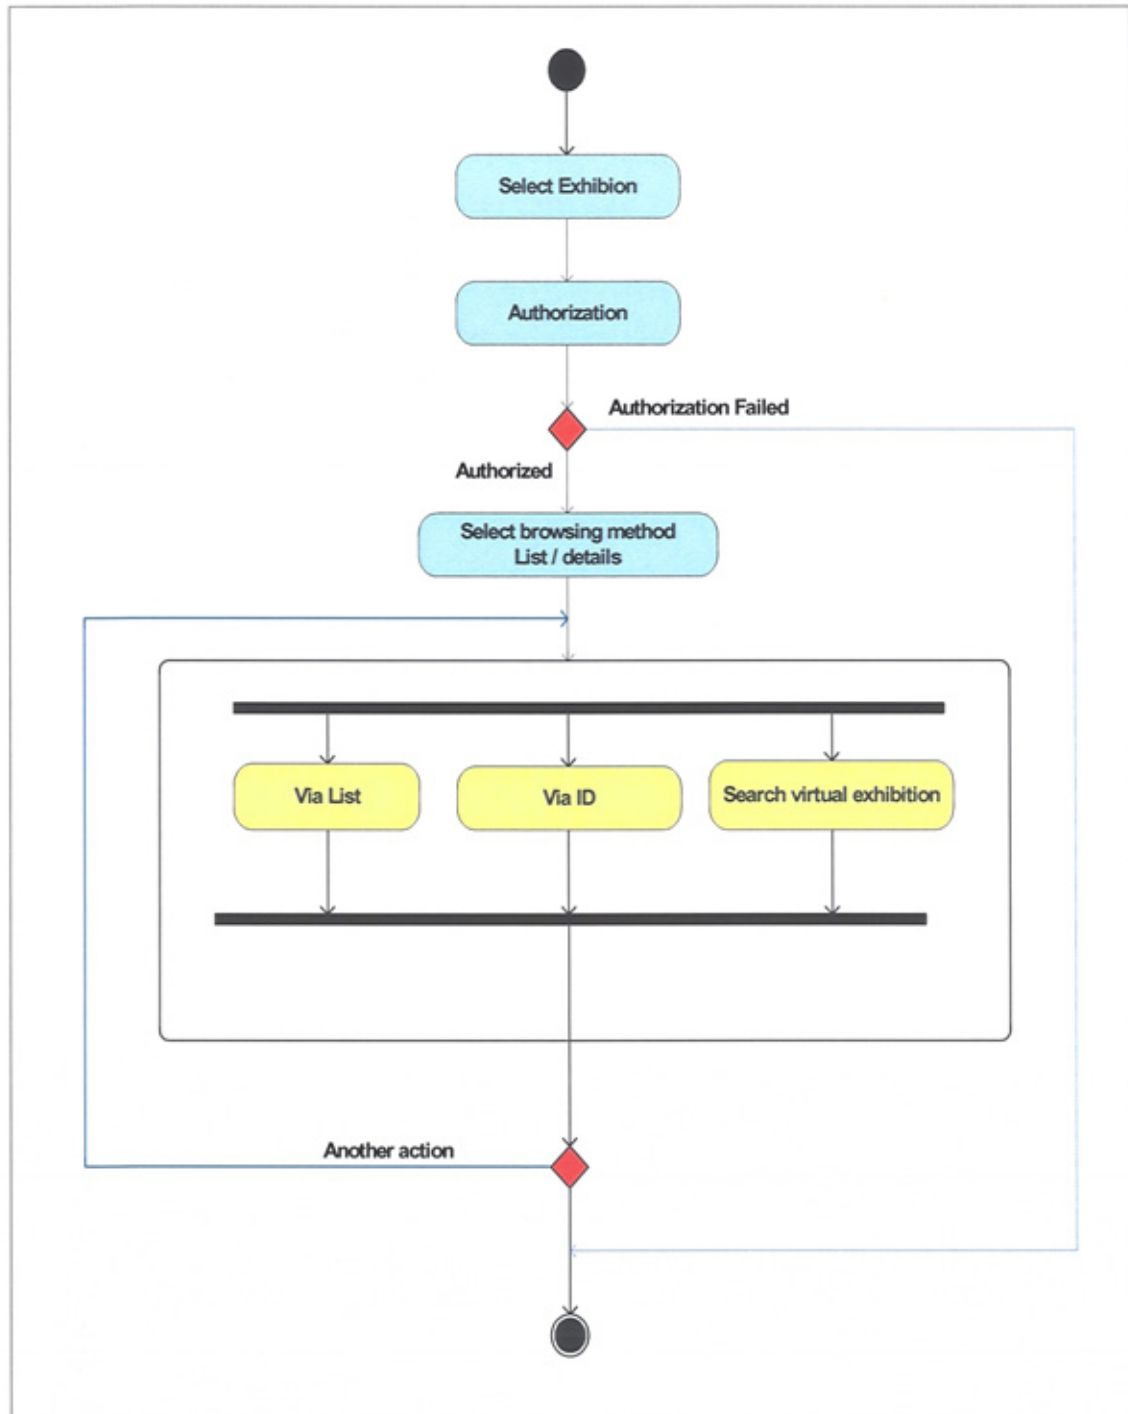 Select Exhibion
Authorization
Authorization Failed
Authorized
Select browsing method
List / details
Via List
Via ID
Search virtual exhibition
Another action